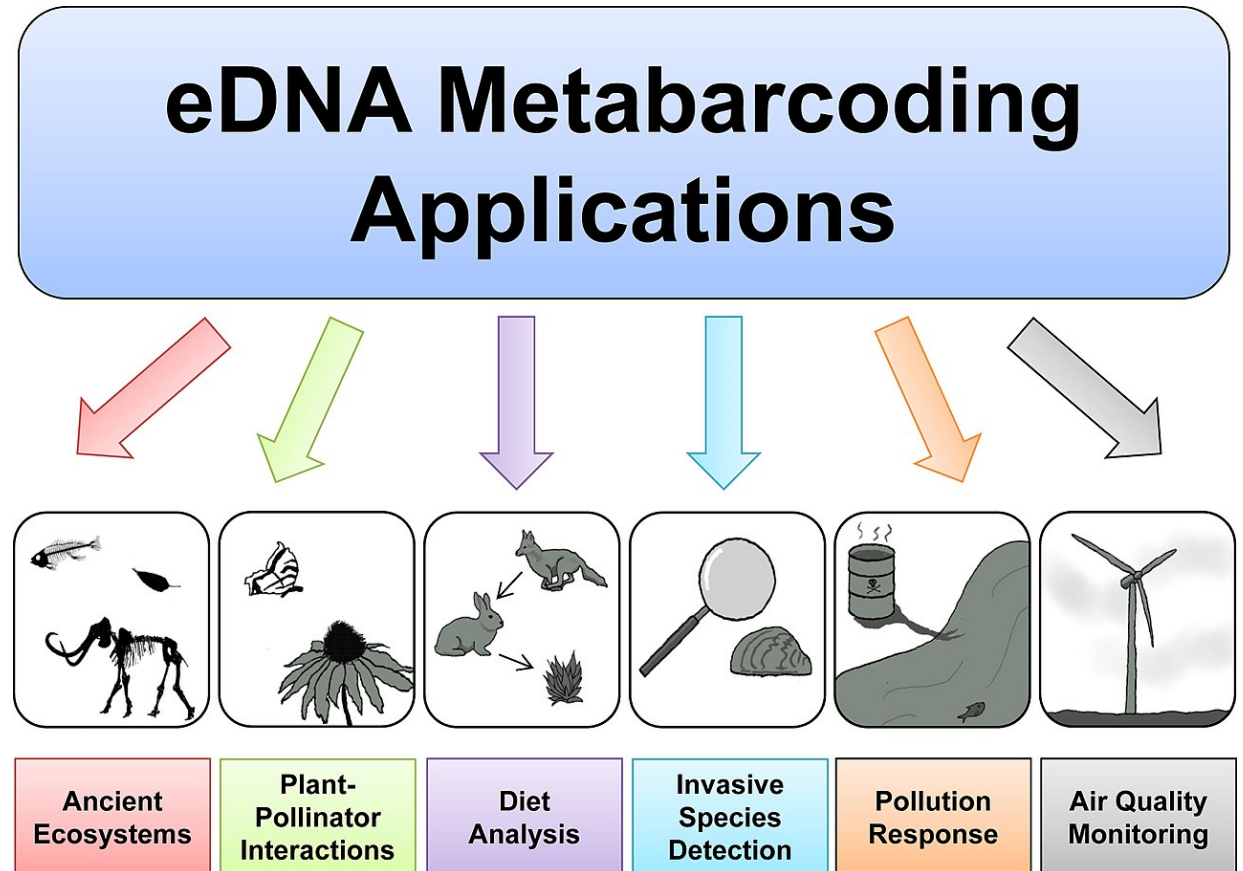 eDNA Metabarcoding
Applications
Ancient
Ecosystems
Plant-
Pollinator
Interactions
Diet
Analysis
Invasive
Species
Detection
Pollution
Response
Air Quality
Monitoring